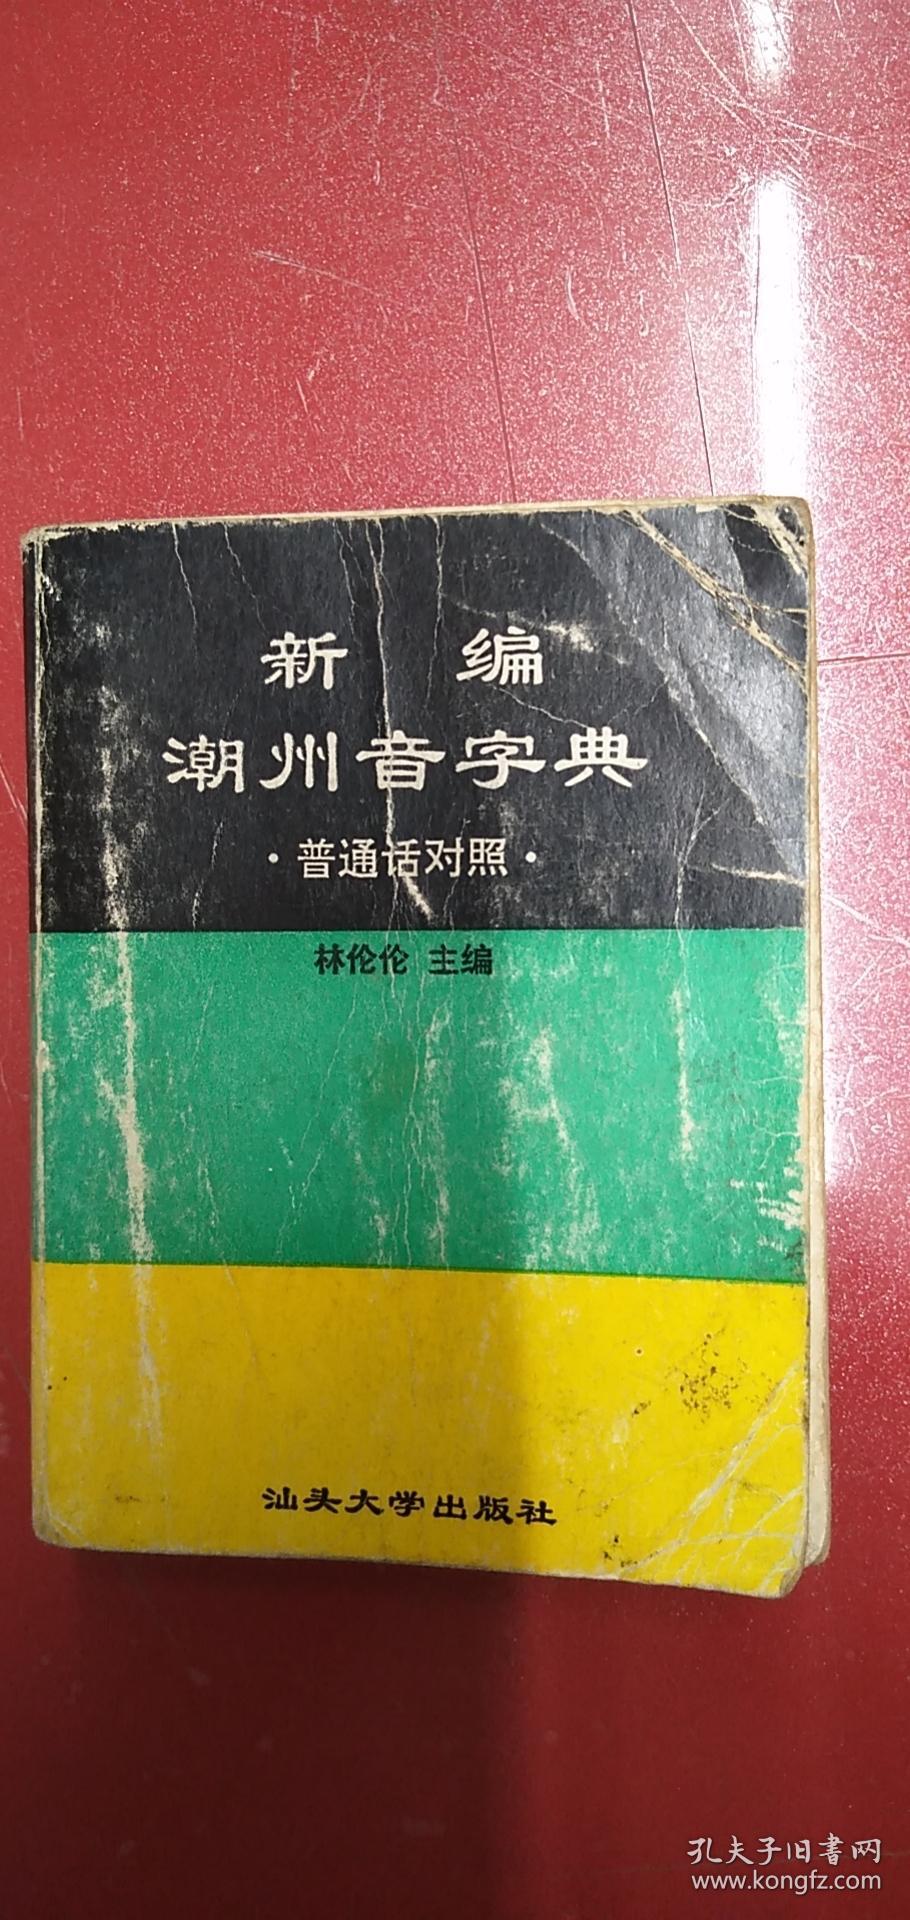 新 编
潮州音字典
·普通话对照·
林伦伦 主编
汕头大学出版社
孔夫子旧書网
www.kongfz.com